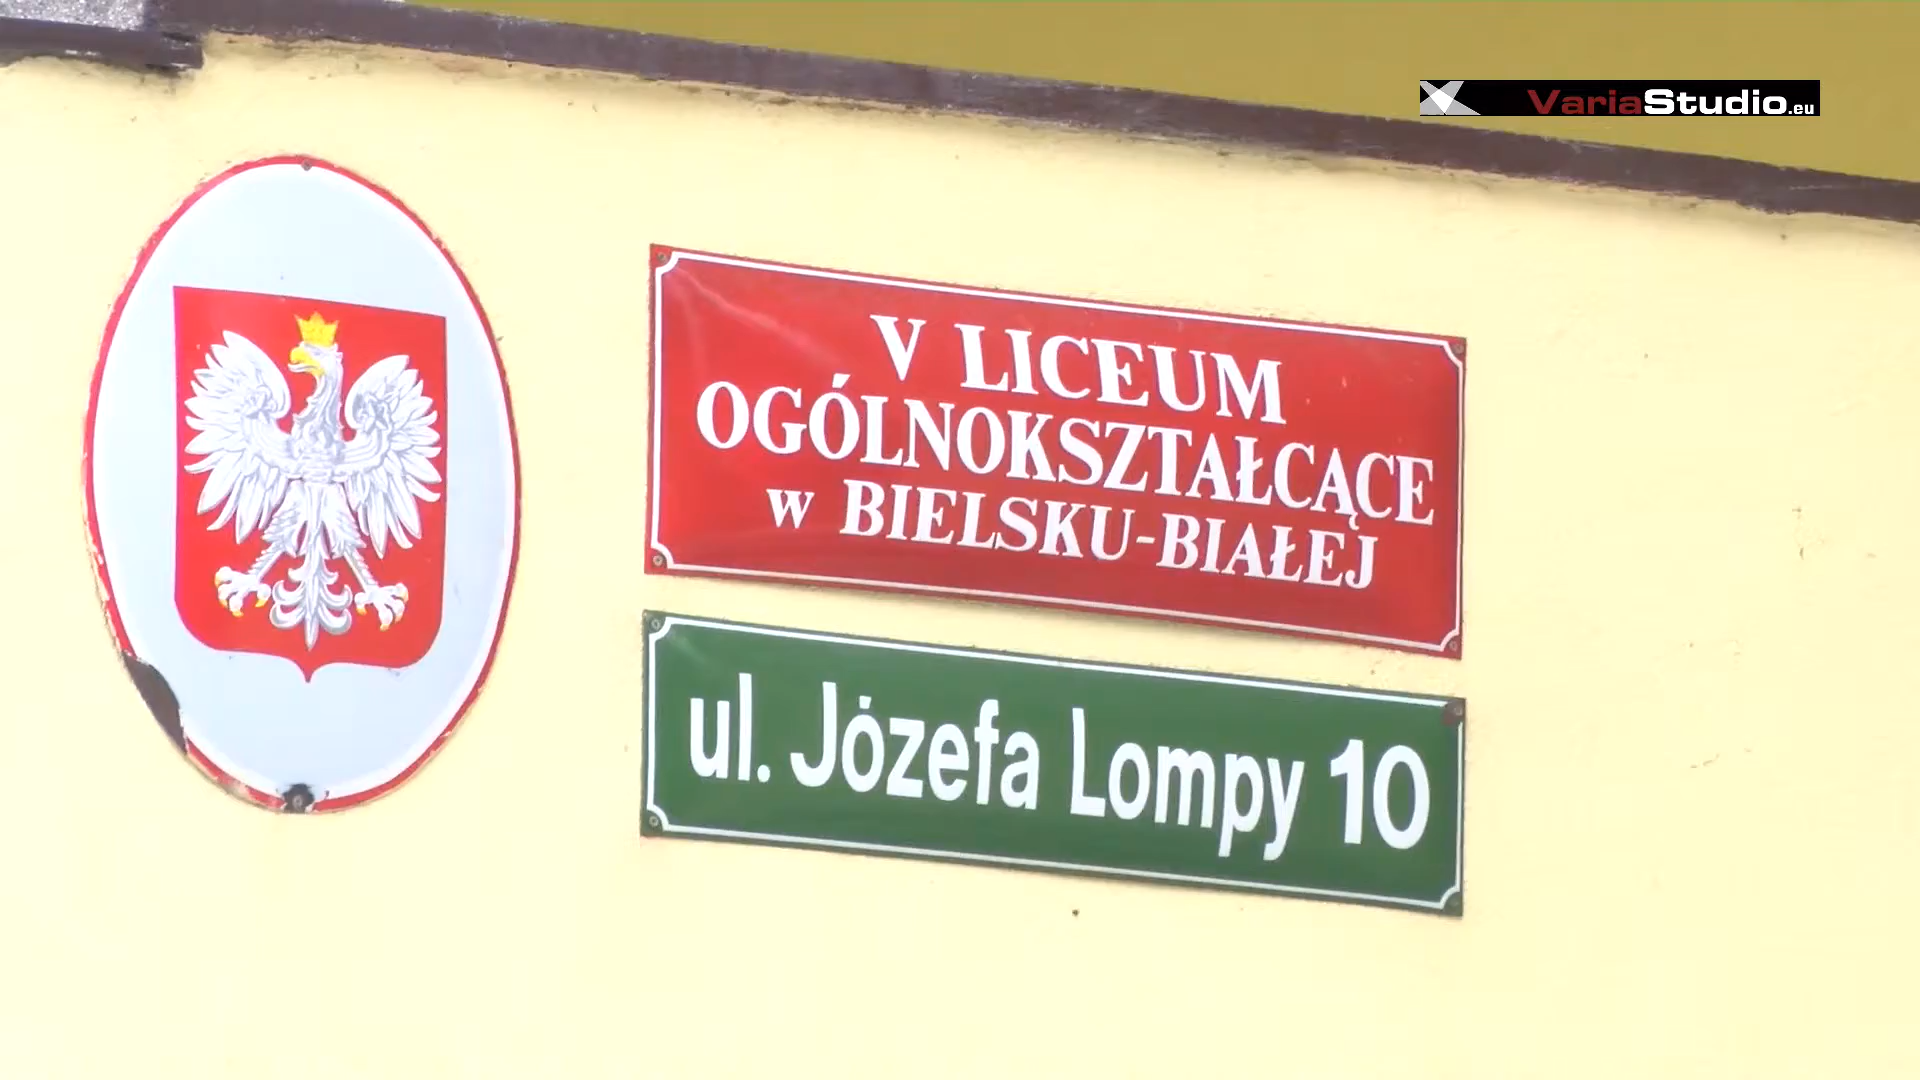 VariaStudio.eu
V LICEUM
OGÓLNOKSZTAŁCĄCE
w BIELSKU-BIAŁEJ
ul. Józefa Lompy 10